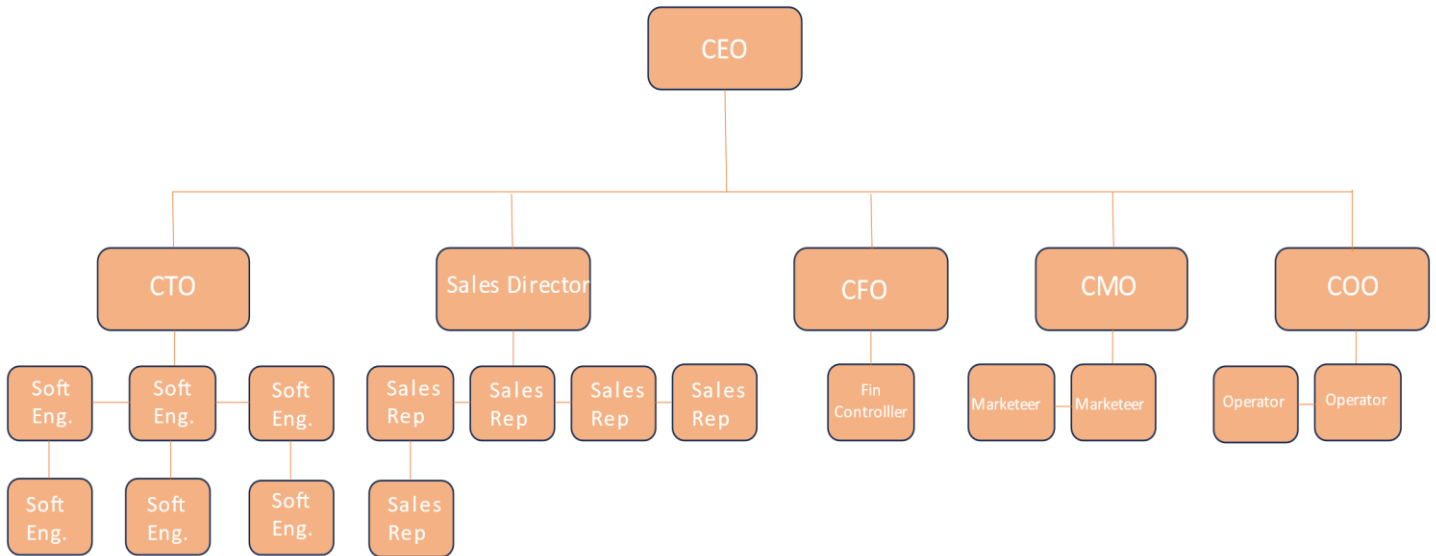 CEO
CTO
Sales Director
CFO
CMO
COO
Soft
Eng.
Soft
Eng.
Soft
Eng.
Sales
Rep
Sales
Rep
Sales
Rep
Sales
Rep
Fin
Controlller
Marketeer
Marketeer
Operator
Operator
Soft
Eng.
Soft
Eng.
Soft
Eng.
Sales
Rep